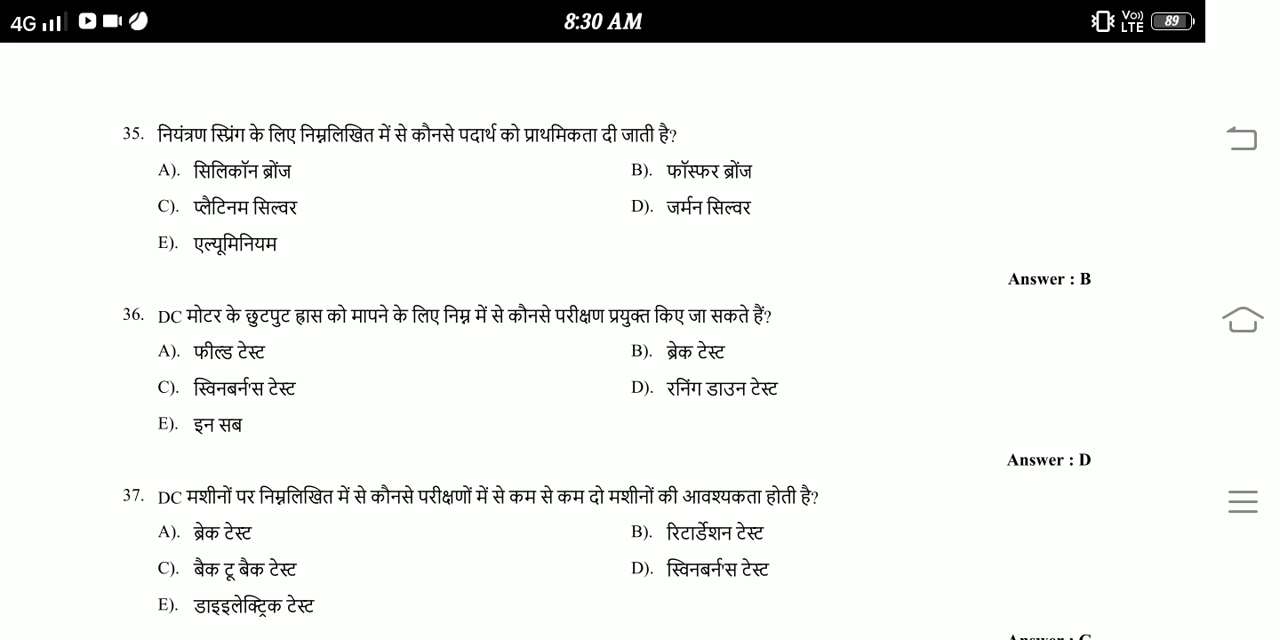 4G 8:30 AM Vo)) LTE 89
35. नियंत्रण स्प्रिंग के लिए निम्नलिखित में से कौनसे पदार्थ को प्राथमिकता दी जाती है?
A). सिलिकॉन ब्रोंज B). फॉस्फर ब्रोंज
C). प्लैटिनम सिल्वर D). जर्मन सिल्वर
E). एल्यूमिनियम
Answer : B
36. DC मोटर के छुटपुट ह्रास को मापने के लिए निम्न में से कौनसे परीक्षण प्रयुक्त किए जा सकते हैं?
A). फील्ड टेस्ट B). ब्रेक टेस्ट
C). स्विनबर्न'स टेस्ट D). रनिंग डाउन टेस्ट
E). इन सब
Answer : D
37. DC मशीनों पर निम्नलिखित में से कौनसे परीक्षणों में से कम से कम दो मशीनों की आवश्यकता होती है?
A). ब्रेक टेस्ट B). रिटार्डेशन टेस्ट
C). बैक टू बैक टेस्ट D). स्विनबर्न'स टेस्ट
E). डाइइलेक्ट्रिक टेस्ट